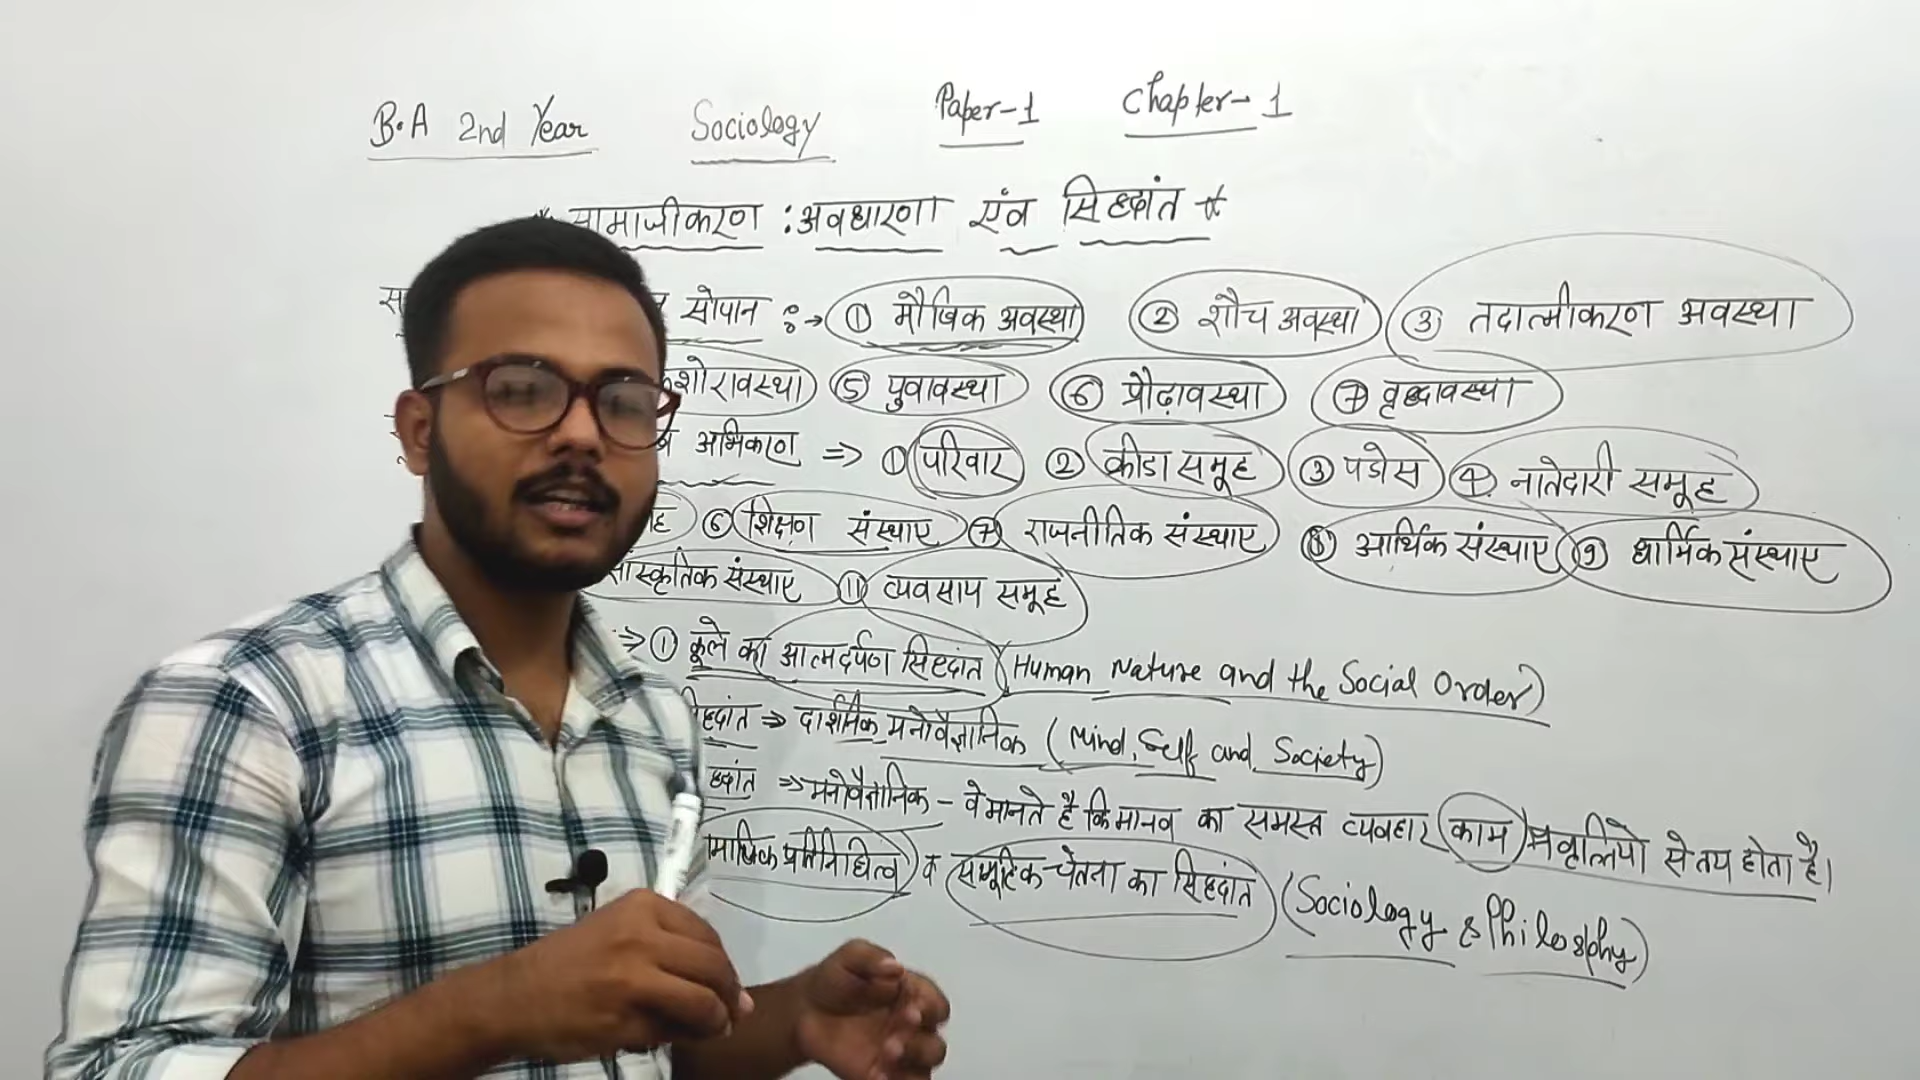 B.A 2nd Year Sociology Paper-1 Chapter-1
सामाजीकरण : अवधारणा एंव सिद्धांत *
सोपान :→ ① मौखिक अवस्था ② शौच अवस्था ③ तदात्मीकरण अवस्था
शोरावस्था ⑤ युवावस्था ⑥ प्रौढ़ावस्था ⑦ वृद्धावस्था
अभिकरण => ① परिवार ② क्रीडा समूह ③ पडोस ④ नातेदारी समूह
⑥ शिक्षण संस्थाए ⑦ राजनीतिक संस्थाए ⑧ आर्थिक संस्थाए ⑨ धार्मिक संस्थाए
सांस्कृतिक संस्थाए ⑪ व्यवसाय समूह
=> ① कूले का आत्मदर्पण सिद्धांत (Human Nature and the Social Order)
द्धांत => दार्शनिक मनोवैज्ञानिक (Mind, Self and Society)
द्धांत => मनोवैज्ञानिक - वे मानते है कि मानव का समस्त व्यवहार काम प्रवृत्तियो से तय होता है।
प्रतिनिधित्व व समूहिक चेतना का सिद्धांत (Sociology & Philosophy)